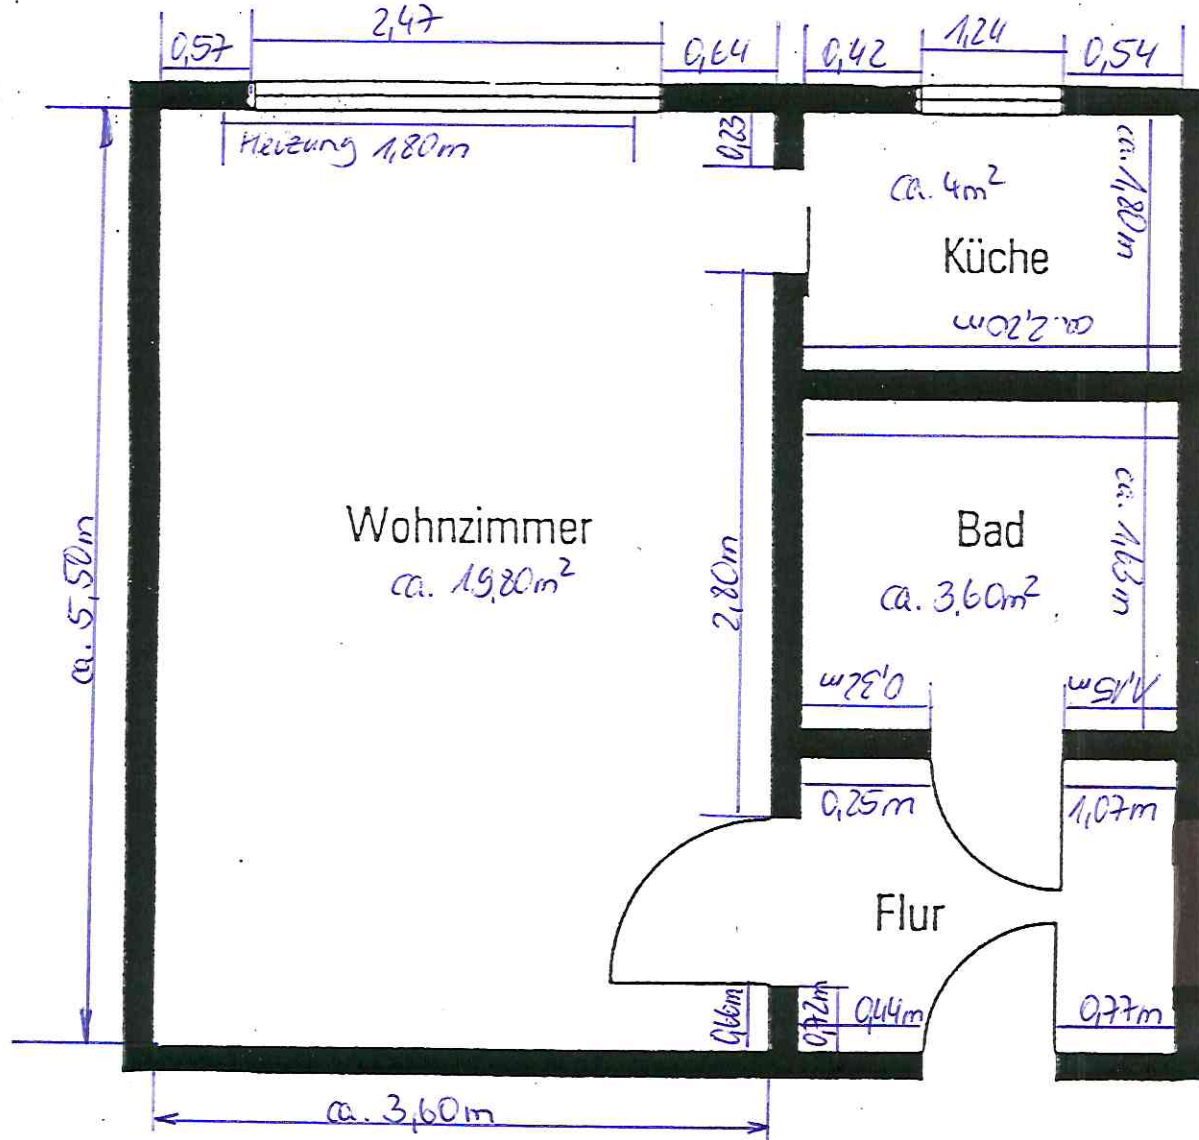 0,57
2,47
0,64
0,42
1,24
0,54
Heizung 1,80m
0,23
ca. 4m²
ca. 1,80m
Küche
ca. 2,20m
Wohnzimmer
ca. 19,80m²
ca. 5,50m
2,80m
Bad
ca. 3,60m²
ca. 1,63m
0,32m
1,15m
0,25m
1,07m
Flur
0,66m
0,72m
0,44m
0,77m
ca. 3,60m